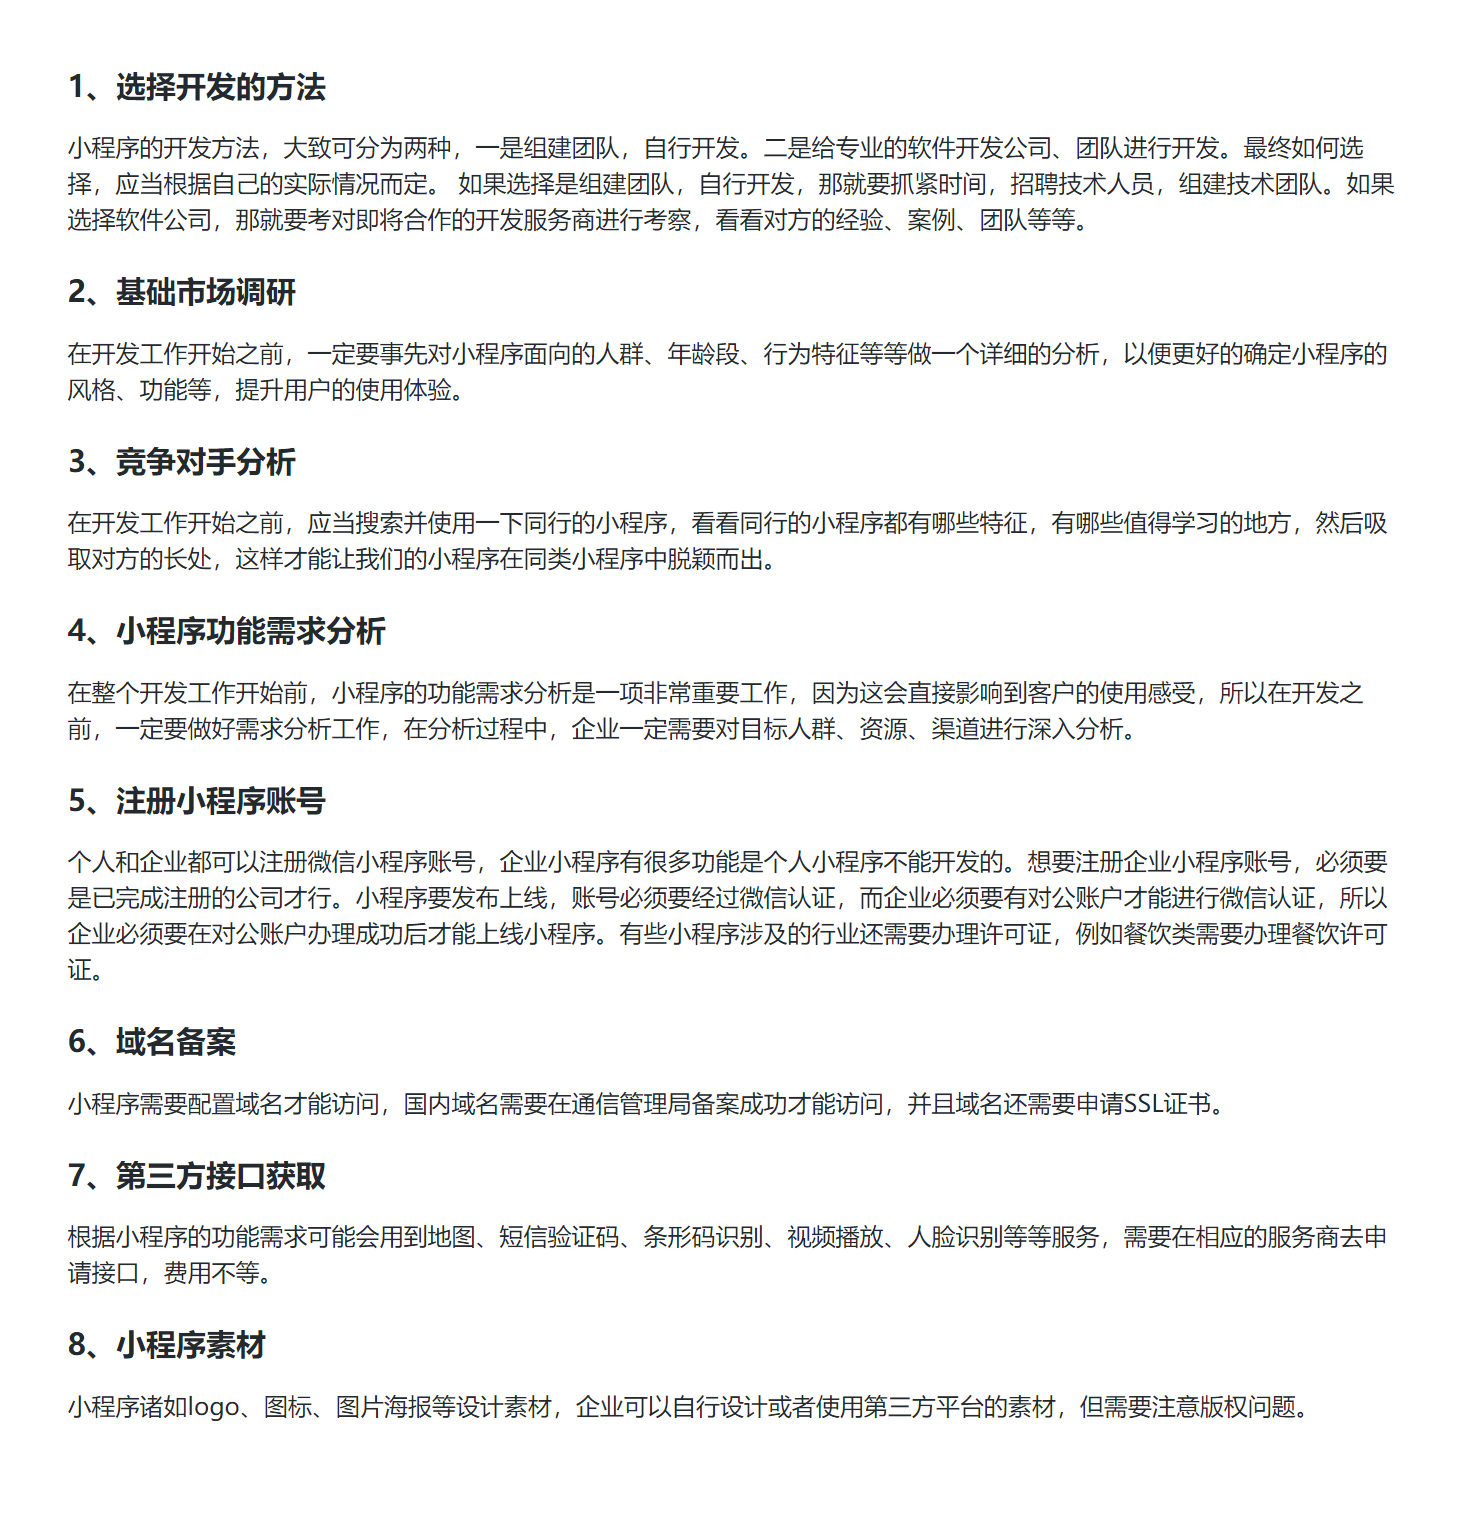 1、选择开发的方法
小程序的开发方法，大致可分为两种，一是组建团队，自行开发。二是给专业的软件开发公司、团队进行开发。最终如何选
择，应当根据自己的实际情况而定。 如果选择是组建团队，自行开发，那就要抓紧时间，招聘技术人员，组建技术团队。如果
选择软件公司，那就要考对即将合作的开发服务商进行考察，看看对方的经验、案例、团队等等。
2、基础市场调研
在开发工作开始之前，一定要事先对小程序面向的人群、年龄段、行为特征等等做一个详细的分析，以便更好的确定小程序的
风格、功能等，提升用户的使用体验。
3、竞争对手分析
在开发工作开始之前，应当搜索并使用一下同行的小程序，看看同行的小程序都有哪些特征，有哪些值得学习的地方，然后吸
取对方的长处，这样才能让我们的小程序在同类小程序中脱颖而出。
4、小程序功能需求分析
在整个开发工作开始前，小程序的功能需求分析是一项非常重要工作，因为这会直接影响到客户的使用感受，所以在开发之
前，一定要做好需求分析工作，在分析过程中，企业一定需要对目标人群、资源、渠道进行深入分析。
5、注册小程序账号
个人和企业都可以注册微信小程序账号，企业小程序有很多功能是个人小程序不能开发的。想要注册企业小程序账号，必须要
是已完成注册的公司才行。小程序要发布上线，账号必须要经过微信认证，而企业必须要有对公账户才能进行微信认证，所以
企业必须要在对公账户办理成功后才能上线小程序。有些小程序涉及的行业还需要办理许可证，例如餐饮类需要办理餐饮许可
证。
6、域名备案
小程序需要配置域名才能访问，国内域名需要在通信管理局备案成功才能访问，并且域名还需要申请SSL证书。
7、第三方接口获取
根据小程序的功能需求可能会用到地图、短信验证码、条形码识别、视频播放、人脸识别等等服务，需要在相应的服务商去申
请接口，费用不等。
8、小程序素材
小程序诸如logo、图标、图片海报等设计素材，企业可以自行设计或者使用第三方平台的素材，但需要注意版权问题。